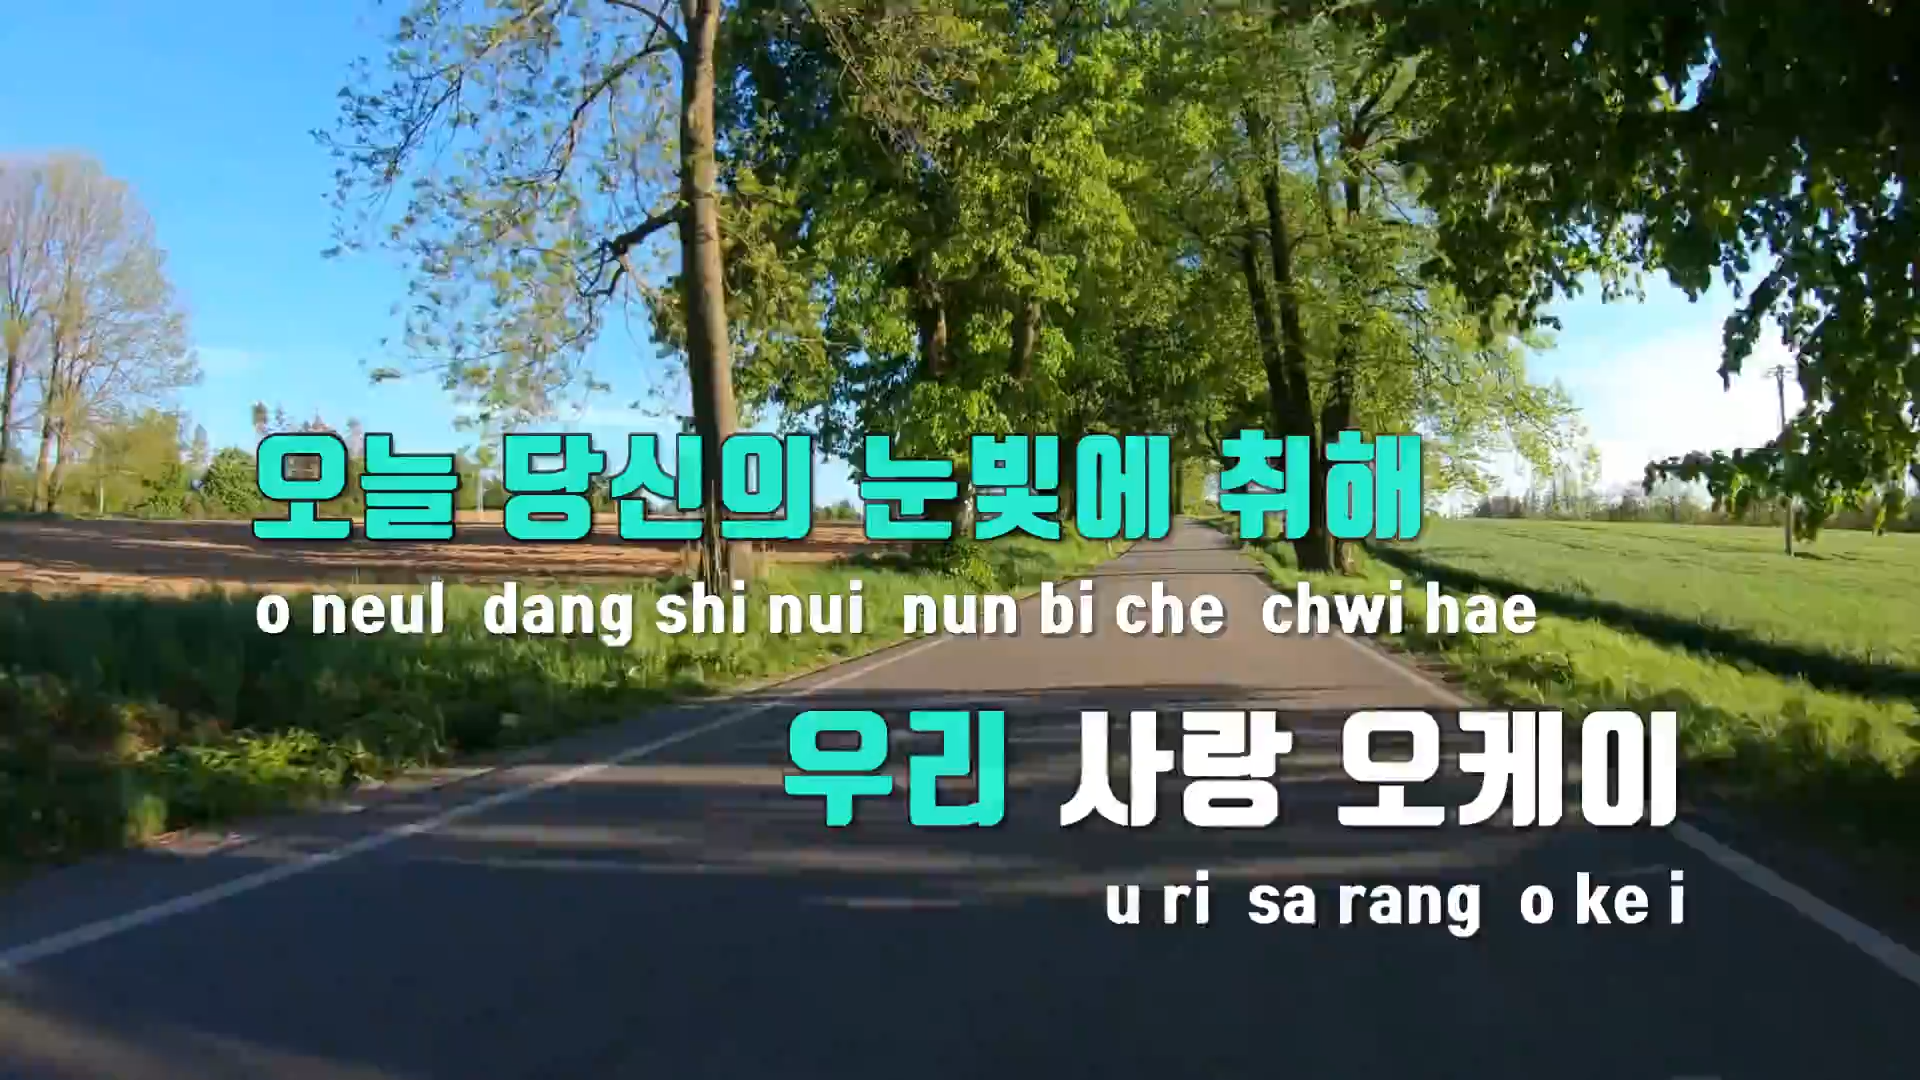 오늘 당신의 눈빛에 취해
o neul dang shi nui nun bi che chwi hae
우리 사랑 오케이
u ri sa rang o ke i